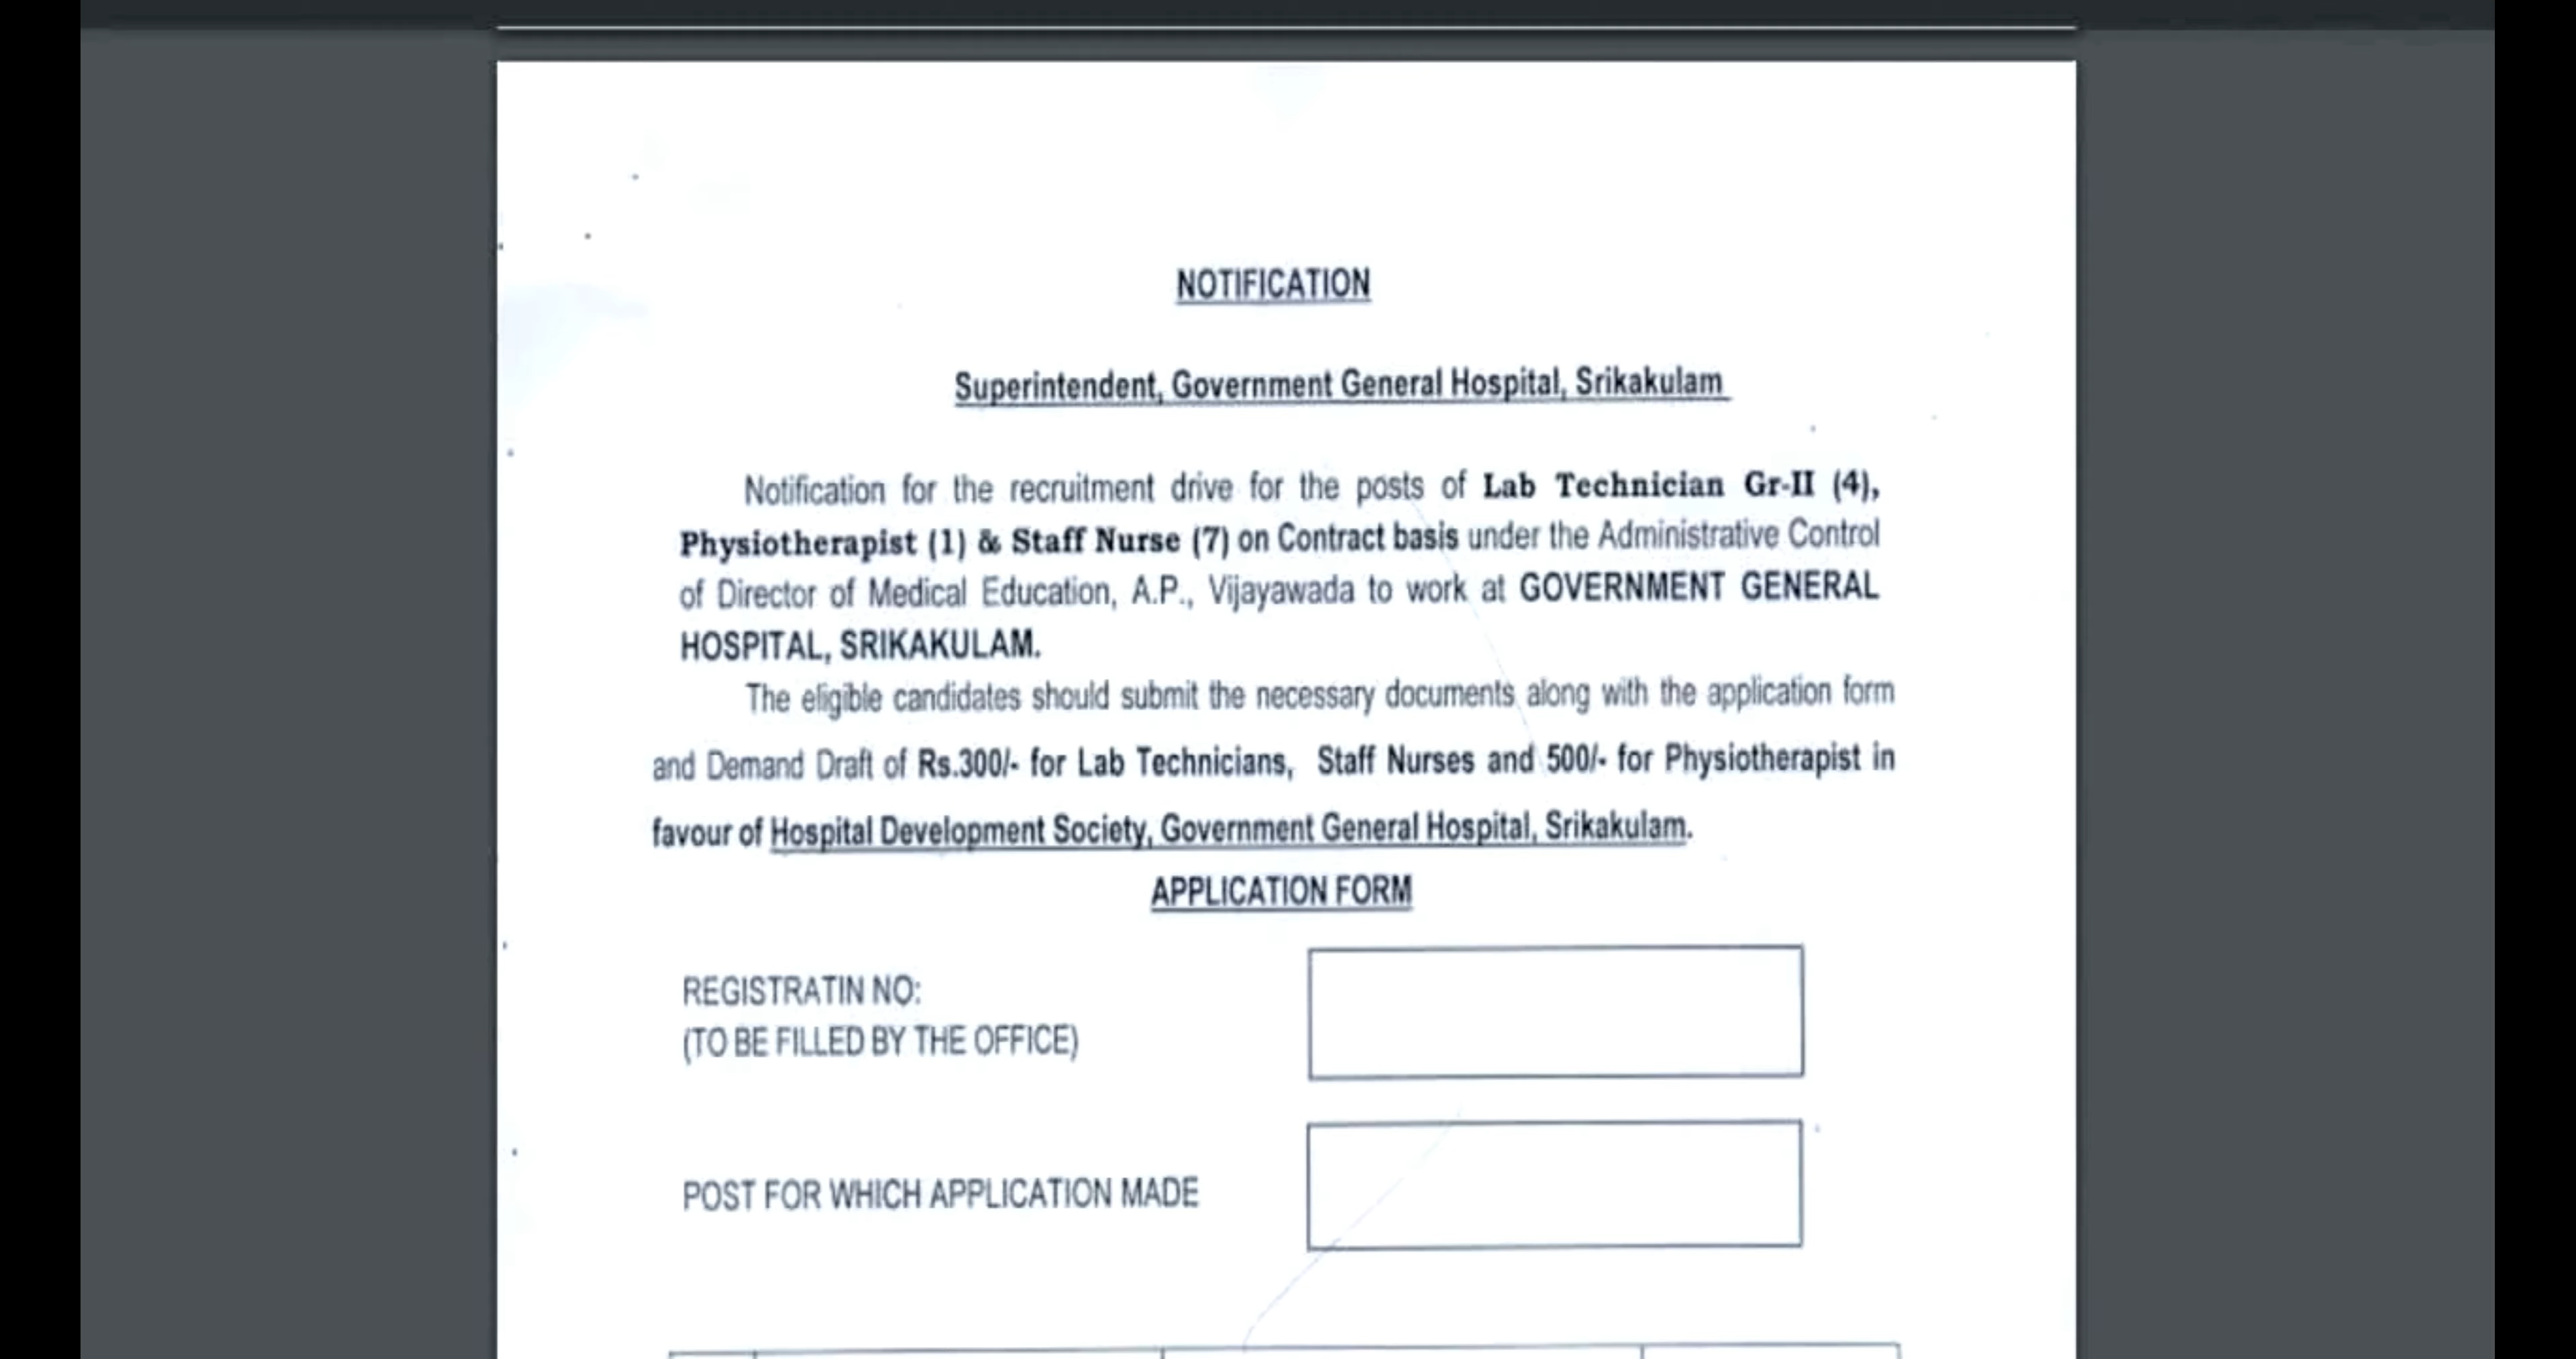 NOTIFICATION
Superintendent, Government General Hospital, Srikakulam
Notification for the recruitment drive for the posts of Lab Technician Gr-II (4),
Physiotherapist (1) & Staff Nurse (7) on Contract basis under the Administrative Control
of Director of Medical Education, A.P., Vijayawada to work at GOVERNMENT GENERAL
HOSPITAL, SRIKAKULAM.
The eligible candidates should submit the necessary documents along with the application form
and Demand Draft of Rs.300/- for Lab Technicians, Staff Nurses and 500/- for Physiotherapist in
favour of Hospital Development Society, Government General Hospital, Srikakulam.
APPLICATION FORM
REGISTRATIN NO:
(TO BE FILLED BY THE OFFICE)
POST FOR WHICH APPLICATION MADE